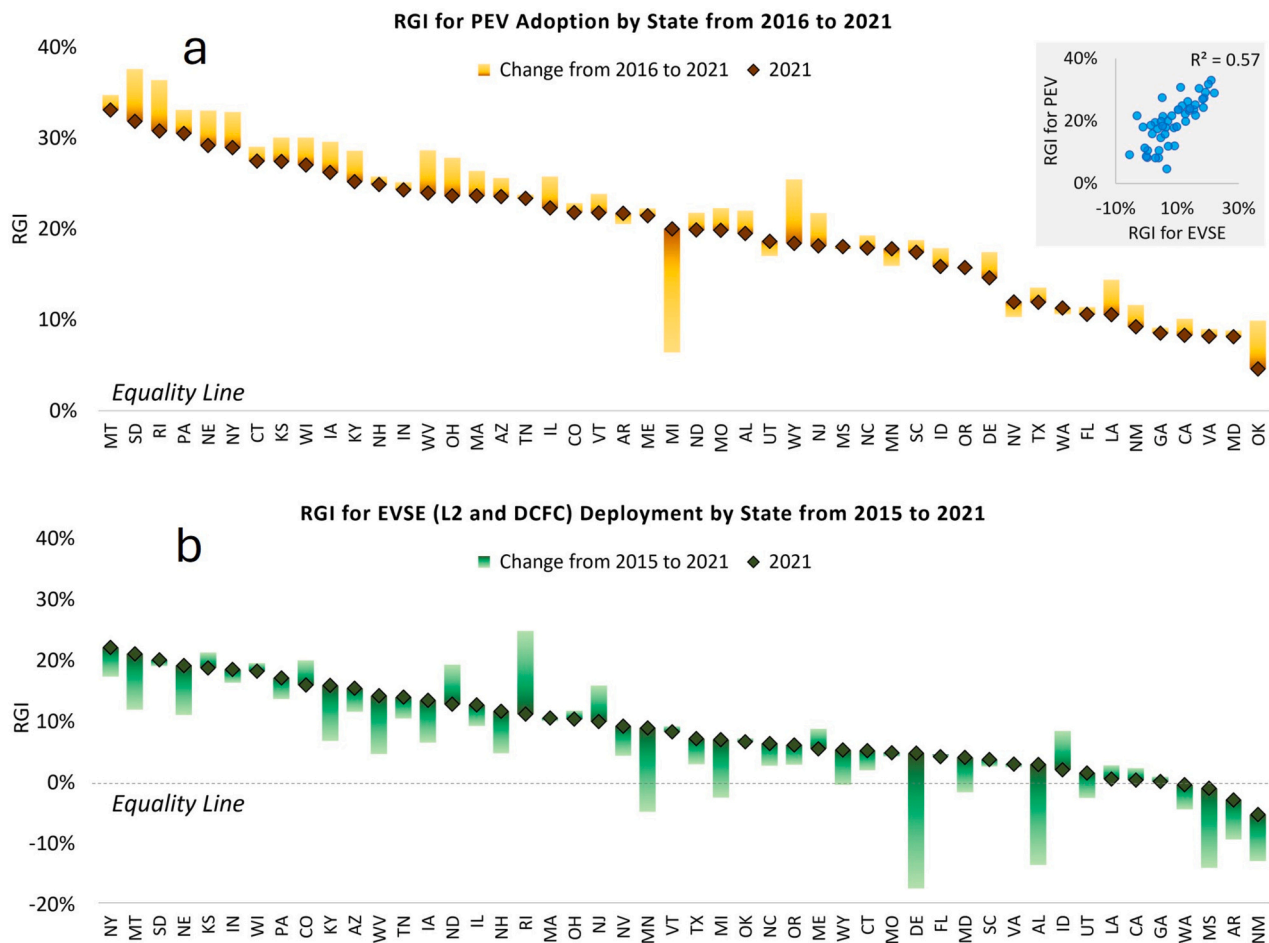 RGI for PEV Adoption by State from 2016 to 2021
a
40%
30%
20%
10%
0%
RGI
Change from 2016 to 2021
2021
Equality Line
R² = 0.57
40%
20%
0%
RGI for PEV
-10% 10% 30%
RGI for EVSE
MT SD RI PA NE NY CT KS WI IA KY NH IN WV OH MA AZ TN IL CO VT AR ME MI ND MO AL UT WY NJ MS NC MN SC ID OR DE NV TX WA FL LA NM GA CA VA MD OK
RGI for EVSE (L2 and DCFC) Deployment by State from 2015 to 2021
b
40%
30%
20%
10%
0%
-10%
-20%
RGI
Change from 2015 to 2021
2021
Equality Line
NY MT SD NE KS IN WI PA CO KY AZ WV TN IA ND IL NH RI MA OH NJ NV MN VT TX MI OK NC OR ME WY CT MO DE FL MD SC VA AL ID UT LA CA GA WA MS AR NM